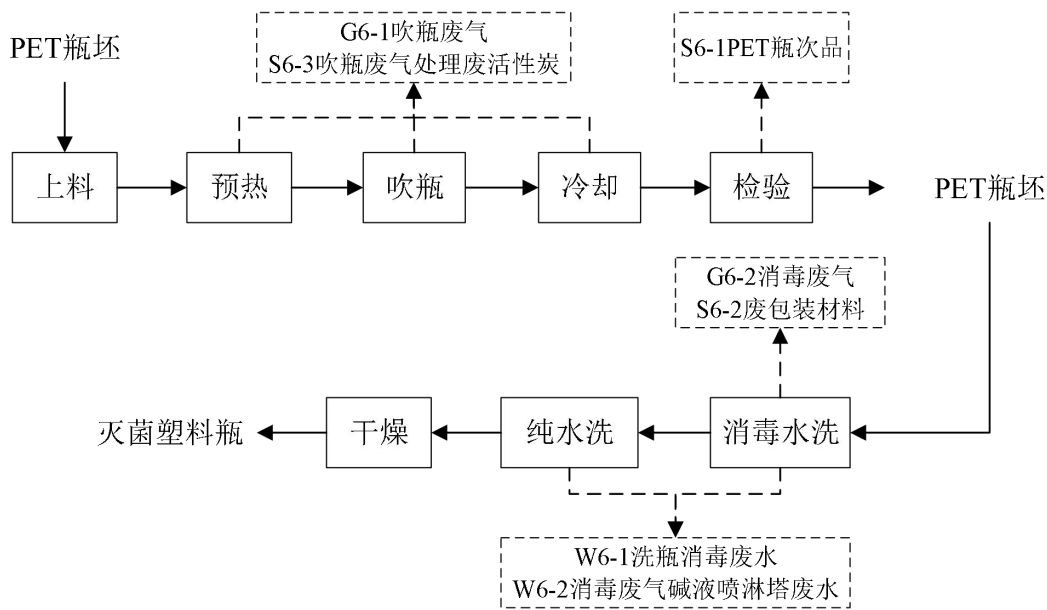 PET瓶坯
G6-1吹瓶废气
S6-3吹瓶废气处理废活性炭
S6-1PET瓶次品
上料
预热
吹瓶
冷却
检验
PET瓶坯
G6-2消毒废气
S6-2废包装材料
灭菌塑料瓶
干燥
纯水洗
消毒水洗
W6-1洗瓶消毒废水
W6-2消毒废气碱液喷淋塔废水